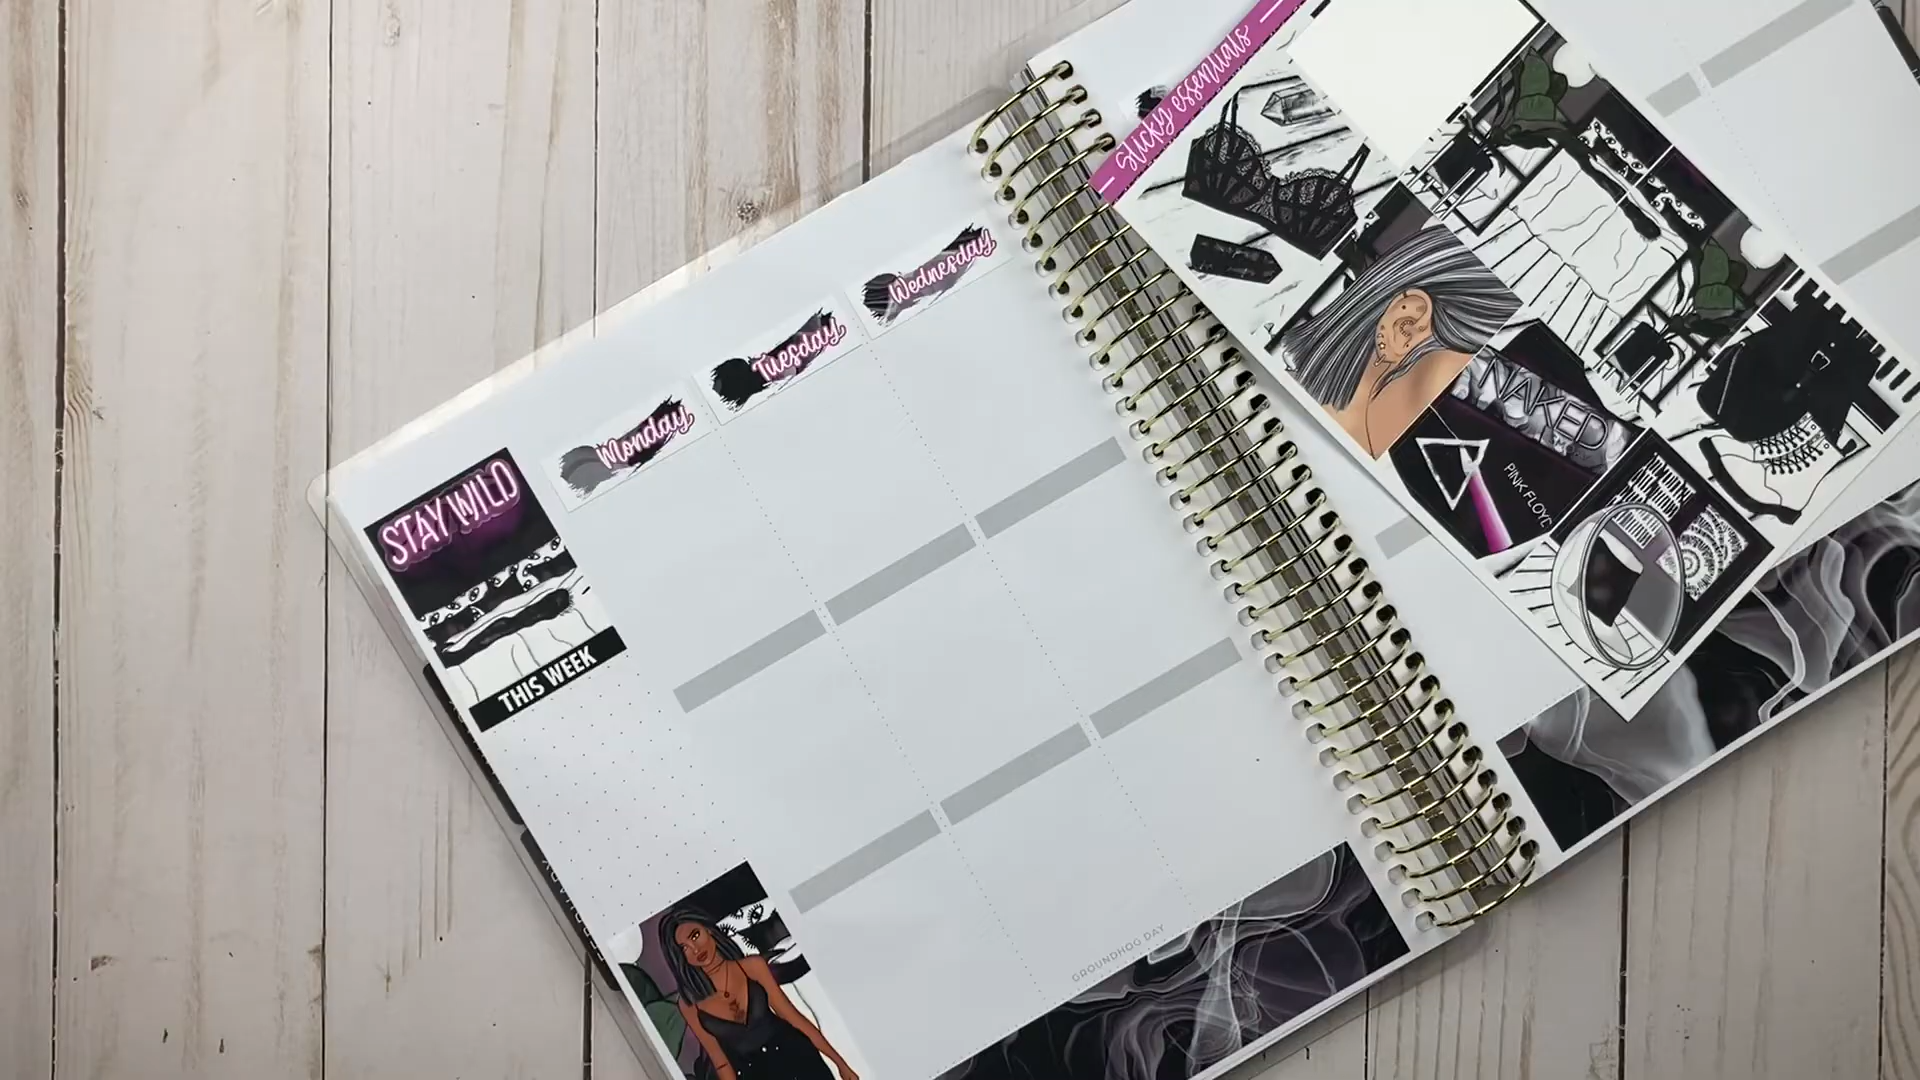 STAY WILD
THIS WEEK
Monday
Tuesday
Wednesday
GROUNDHOG DAY
sticky essentials
NAKED
PINK FLOYD